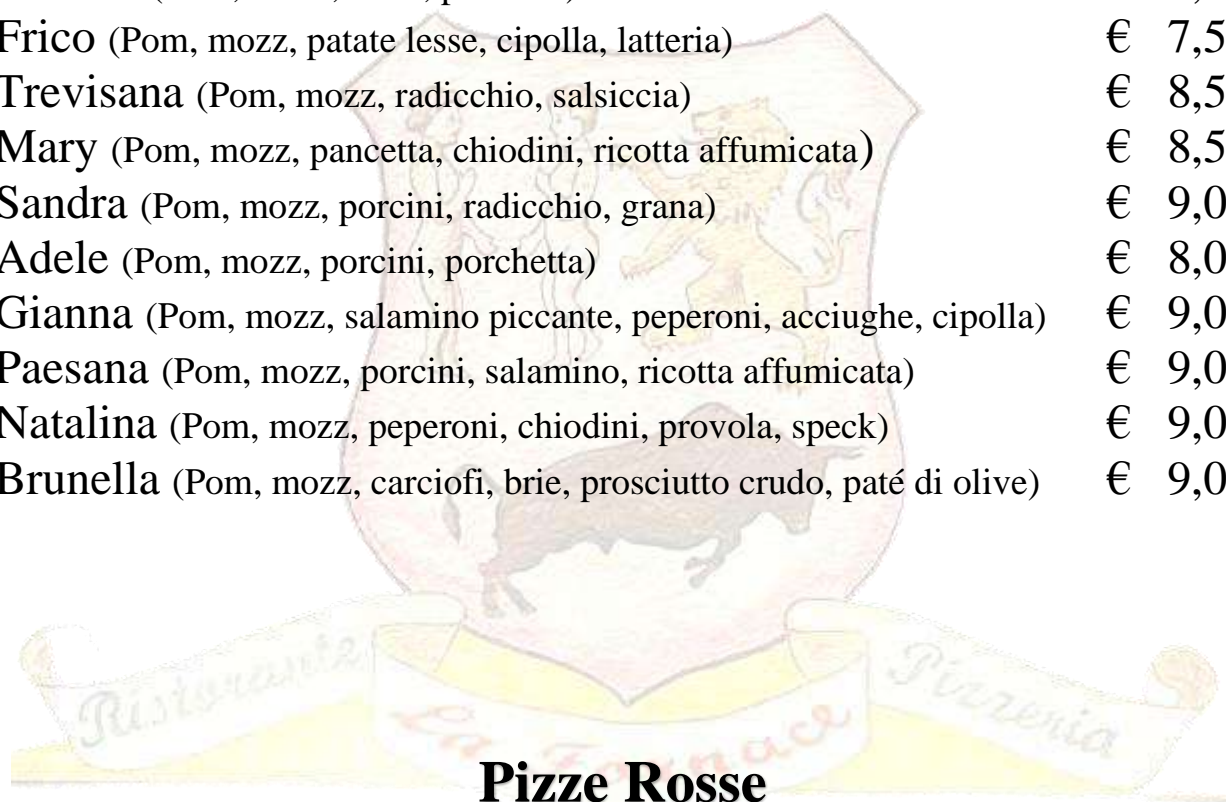 Frico (Pom, mozz, patate lesse, cipolla, latteria) € 7,5
Trevisana (Pom, mozz, radicchio, salsiccia) € 8,5
Mary (Pom, mozz, pancetta, chiodini, ricotta affumicata) € 8,5
Sandra (Pom, mozz, porcini, radicchio, grana) € 9,0
Adele (Pom, mozz, porcini, porchetta) € 8,0
Gianna (Pom, mozz, salamino piccante, peperoni, acciughe, cipolla) € 9,0
Paesana (Pom, mozz, porcini, salamino, ricotta affumicata) € 9,0
Natalina (Pom, mozz, peperoni, chiodini, provola, speck) € 9,0
Brunella (Pom, mozz, carciofi, brie, prosciutto crudo, paté di olive) € 9,0
Ristorante Pizzeria
La Fornace
Pizze Rosse